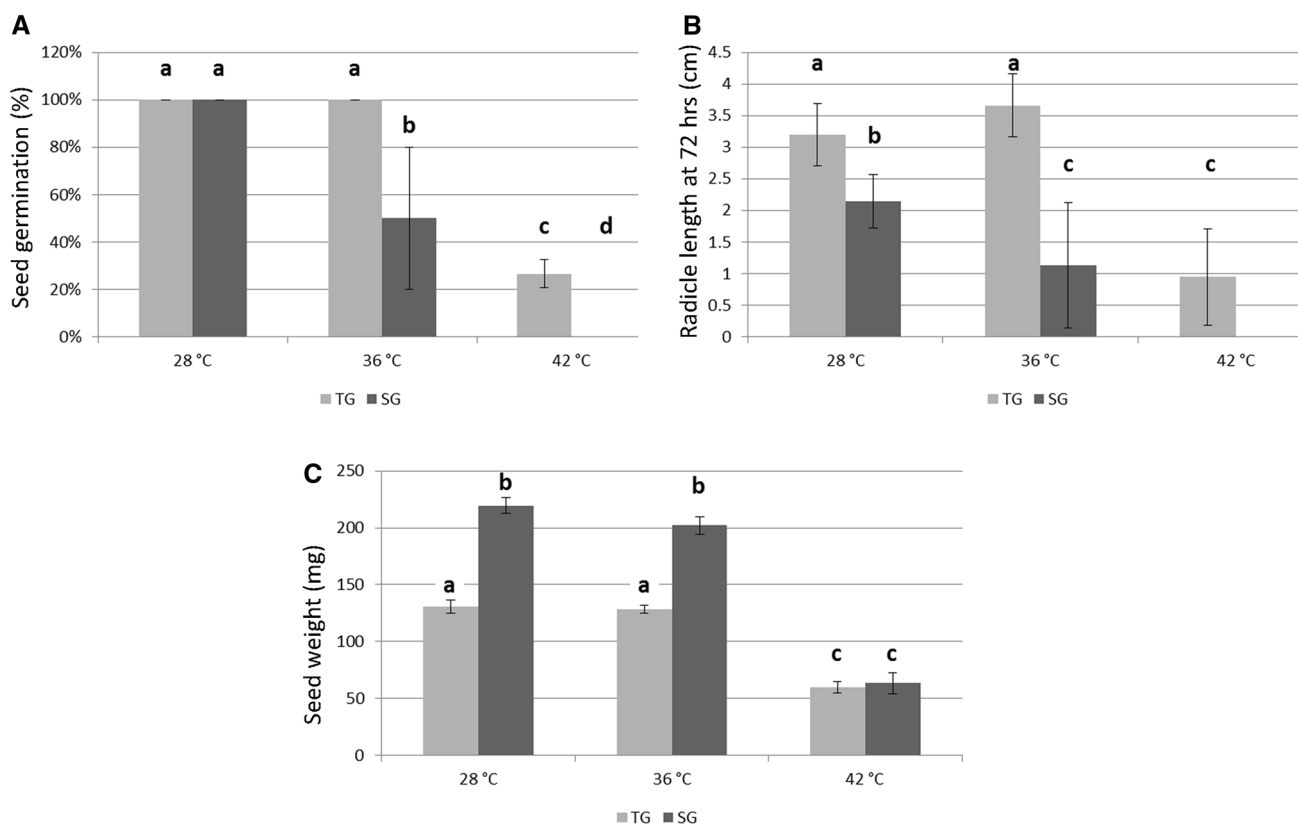 A
Seed germination (%)
120%
100%
80%
60%
40%
20%
0%
a a a b c d
28 °C 36 °C 42 °C
TG SG
B
Radicle length at 72 hrs (cm)
4.5
4
3.5
3
2.5
2
1.5
1
0.5
0
a b a c c
28 °C 36 °C 42 °C
TG SG
C
Seed weight (mg)
250
200
150
100
50
0
a b a b c c
28 °C 36 °C 42 °C
TG SG